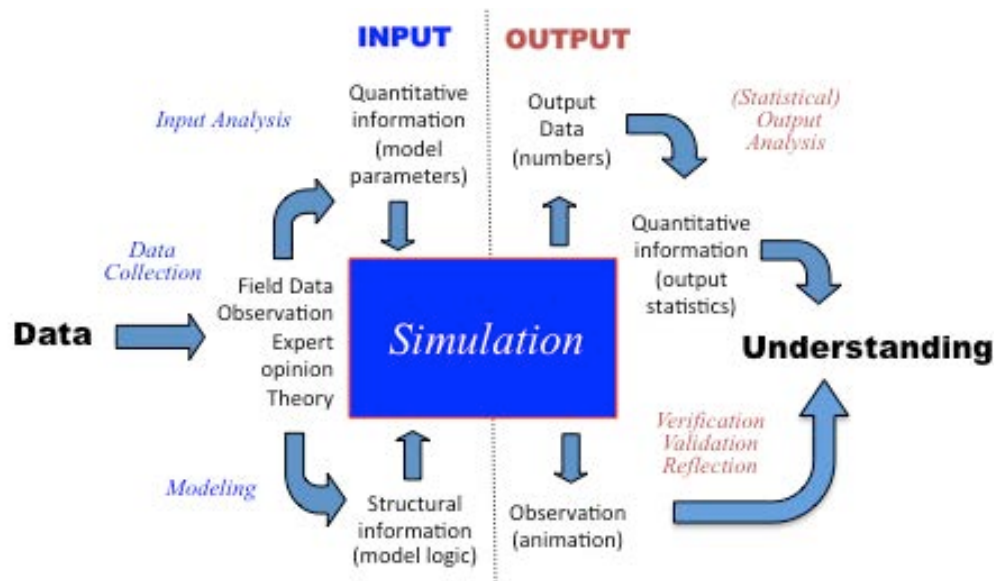 INPUT
OUTPUT
Input Analysis
Quantitative
information
(model
parameters)
Output
Data
(numbers)
(Statistical)
Output
Analysis
Data
Collection
Quantitative
information
(output
statistics)
Data
Field Data
Observation
Expert
opinion
Theory
Simulation
Understanding
Modeling
Structural
information
(model logic)
Observation
(animation)
Verification
Validation
Reflection